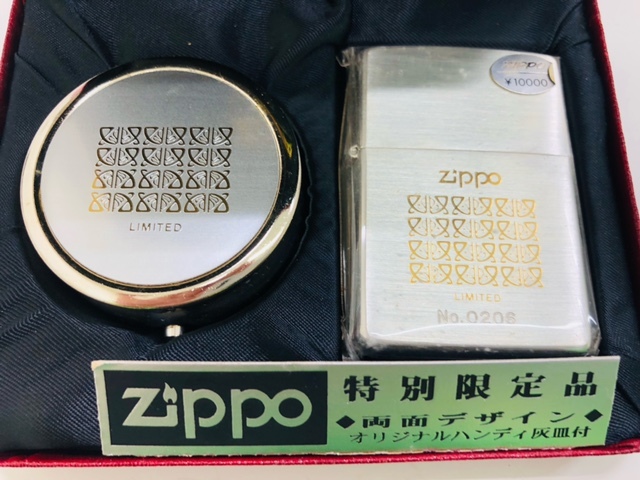 LIMITED
zippo
¥10000
Zippo
LIMITED
No.0206
Zippo
特別限定品
◆両面デザイン◆
オリジナルハンディ灰皿付